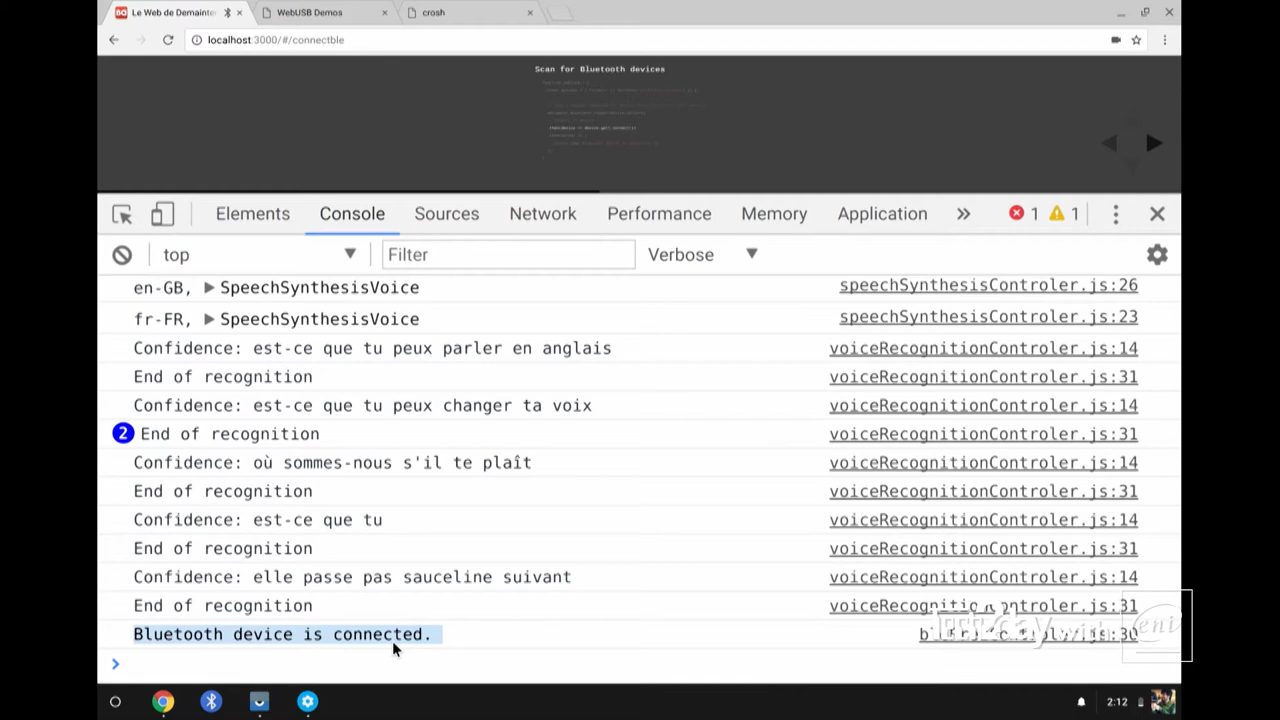 Le Web de Demainte
WebUSB Demos
crosh
localhost:3000/#/connectble
Scan for Bluetooth devices
Elements Console Sources Network Performance Memory Application 1 1
top Filter Verbose
en-GB, SpeechSynthesisVoice speechSynthesisControler.js:26
fr-FR, SpeechSynthesisVoice speechSynthesisControler.js:23
Confidence: est-ce que tu peux parler en anglais voiceRecognitionControler.js:14
End of recognition voiceRecognitionControler.js:31
Confidence: est-ce que tu peux changer ta voix voiceRecognitionControler.js:14
2 End of recognition voiceRecognitionControler.js:31
Confidence: où sommes-nous s'il te plaît voiceRecognitionControler.js:14
End of recognition voiceRecognitionControler.js:31
Confidence: est-ce que tu voiceRecognitionControler.js:14
End of recognition voiceRecognitionControler.js:31
Confidence: elle passe pas sauceline suivant voiceRecognitionControler.js:14
End of recognition voiceRecognitionControler.js:31
Bluetooth device is connected.
with eni
2:12